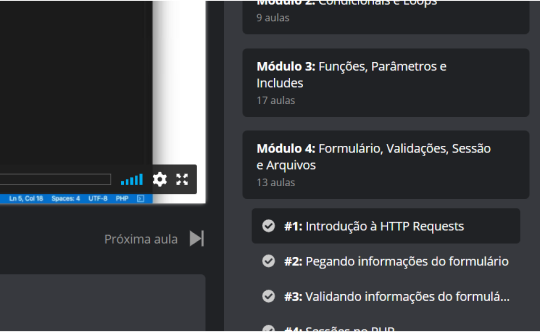 Módulo 2: Condicionais e Loops
9 aulas
Módulo 3: Funções, Parâmetros e
Includes
17 aulas
Módulo 4: Formulário, Validações, Sessão
e Arquivos
13 aulas
Ln 5, Col 18 Spaces: 4 UTF-8 PHP
Próxima aula
#1: Introdução à HTTP Requests
#2: Pegando informações do formulário
#3: Validando informações do formulá...
#4: Sessões no PHP